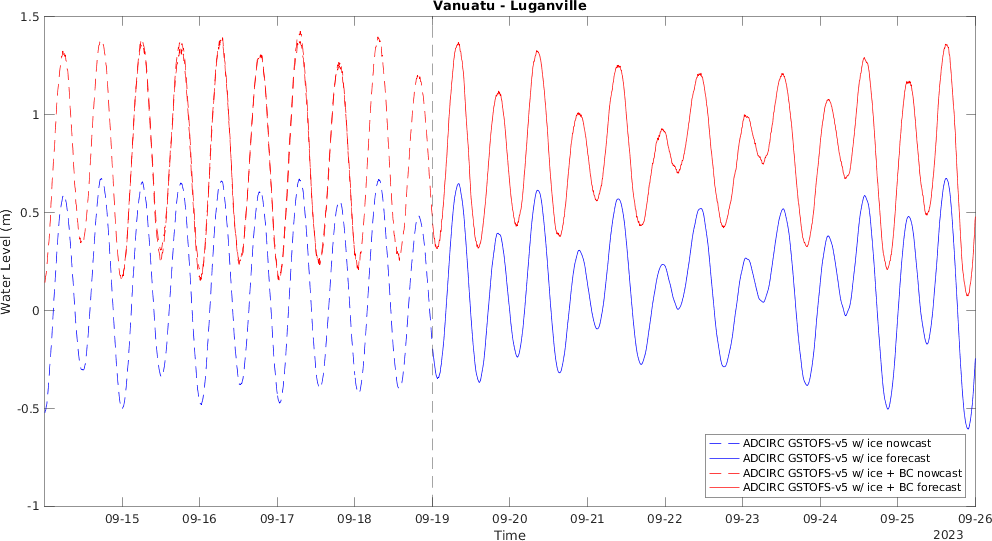 Vanuatu - Luganville
1.5
1
0.5
0
-0.5
-1
Water Level (m)
09-15 09-16 09-17 09-18 09-19 09-20 09-21 09-22 09-23 09-24 09-25 09-26
Time
2023
ADCIRC GSTOFS-v5 w/ ice nowcast
ADCIRC GSTOFS-v5 w/ ice forecast
ADCIRC GSTOFS-v5 w/ ice + BC nowcast
ADCIRC GSTOFS-v5 w/ ice + BC forecast